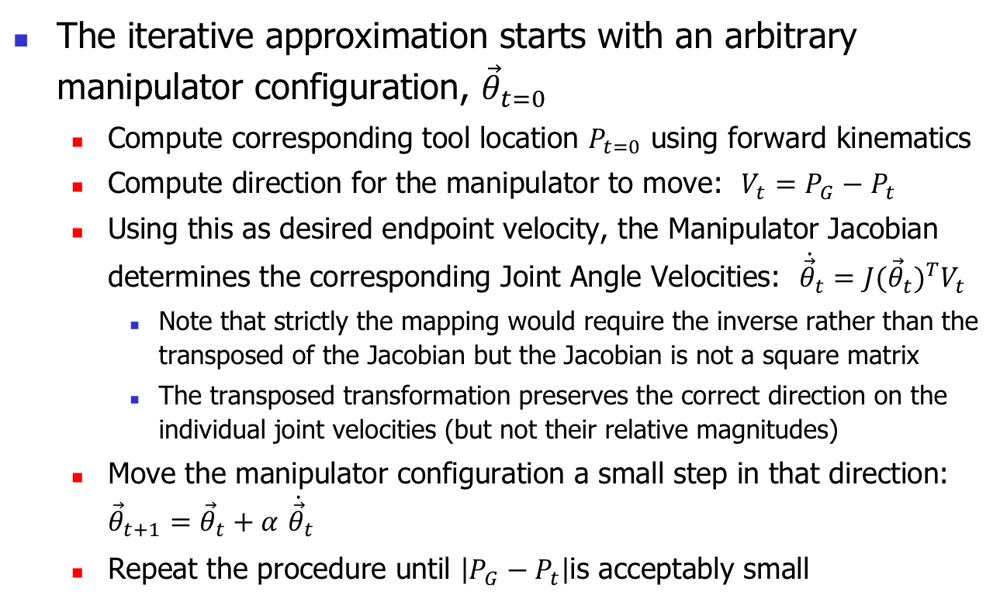 The iterative approximation starts with an arbitrary
manipulator configuration, $\vec{\theta}_{t=0}$
Compute corresponding tool location $P_{t=0}$ using forward kinematics
Compute direction for the manipulator to move: $V_t = P_G - P_t$
Using this as desired endpoint velocity, the Manipulator Jacobian
determines the corresponding Joint Angle Velocities: $\dot{\vec{\theta}}_t = J(\vec{\theta}_t)^T V_t$
Note that strictly the mapping would require the inverse rather than the
transposed of the Jacobian but the Jacobian is not a square matrix
The transposed transformation preserves the correct direction on the
individual joint velocities (but not their relative magnitudes)
Move the manipulator configuration a small step in that direction:
$\vec{\theta}_{t+1} = \vec{\theta}_t + \alpha \, \dot{\vec{\theta}}_t$
Repeat the procedure until $|P_G - P_t|$is acceptably small